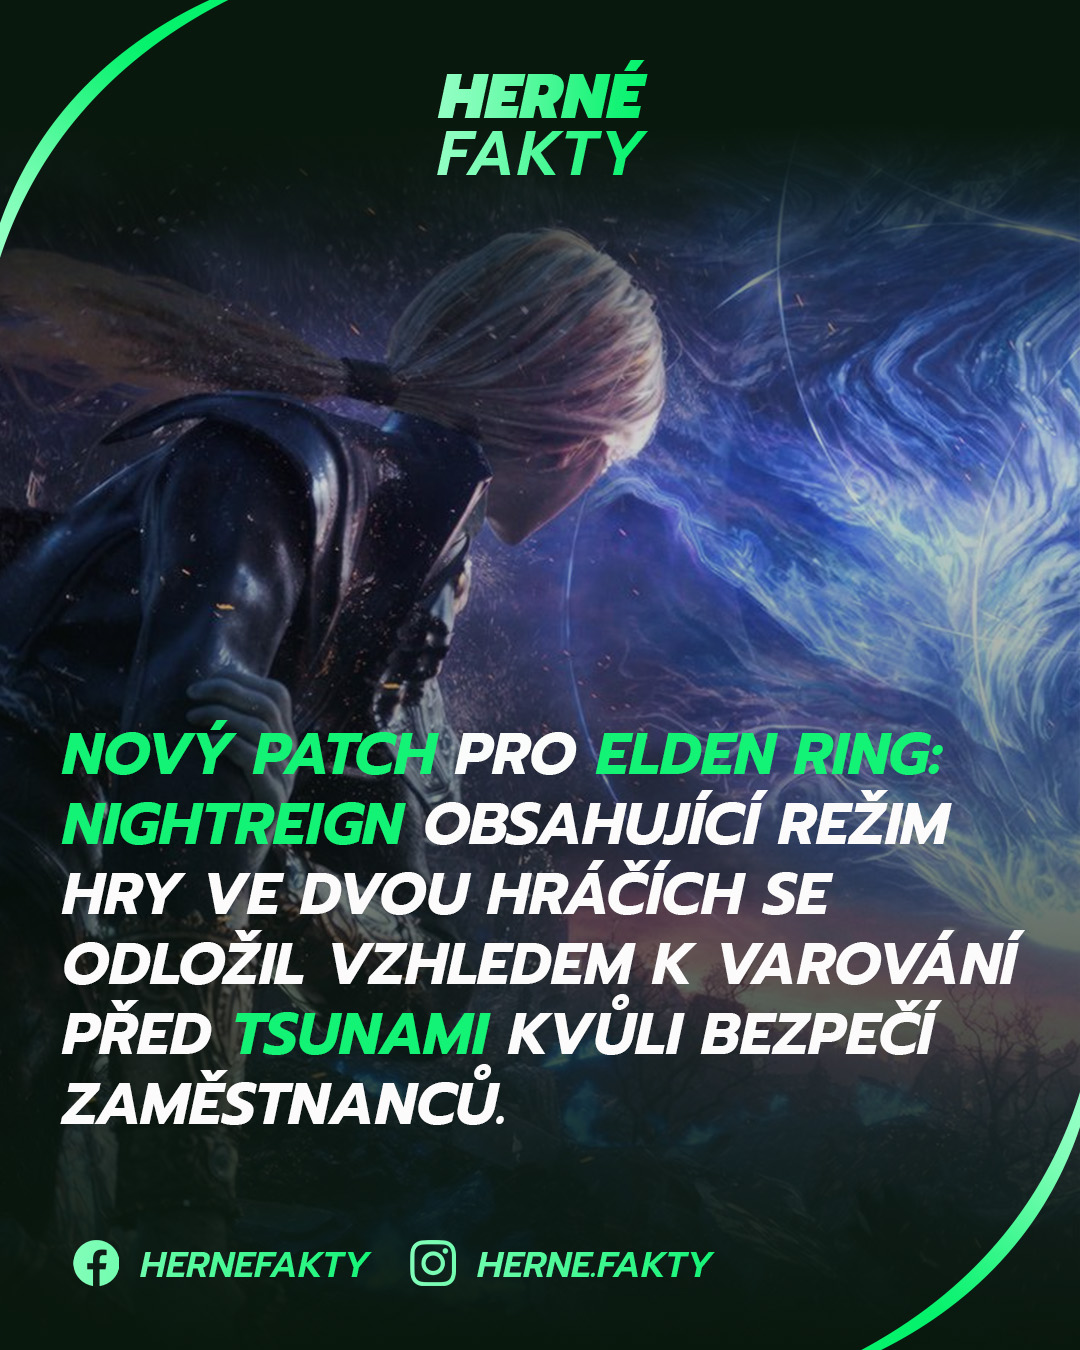 HERNÉ
FAKTY
NOVÝ PATCH PRO ELDEN RING:
NIGHTREIGN OBSAHUJÍCÍ REŽIM
HRY VE DVOU HRÁČÍCH SE
ODLOŽIL VZHLEDEM K VAROVÁNÍ
PŘED TSUNAMI KVŮLI BEZPEČÍ
ZAMĚSTNANCŮ.
HERNEFAKTY HERNE.FAKTY